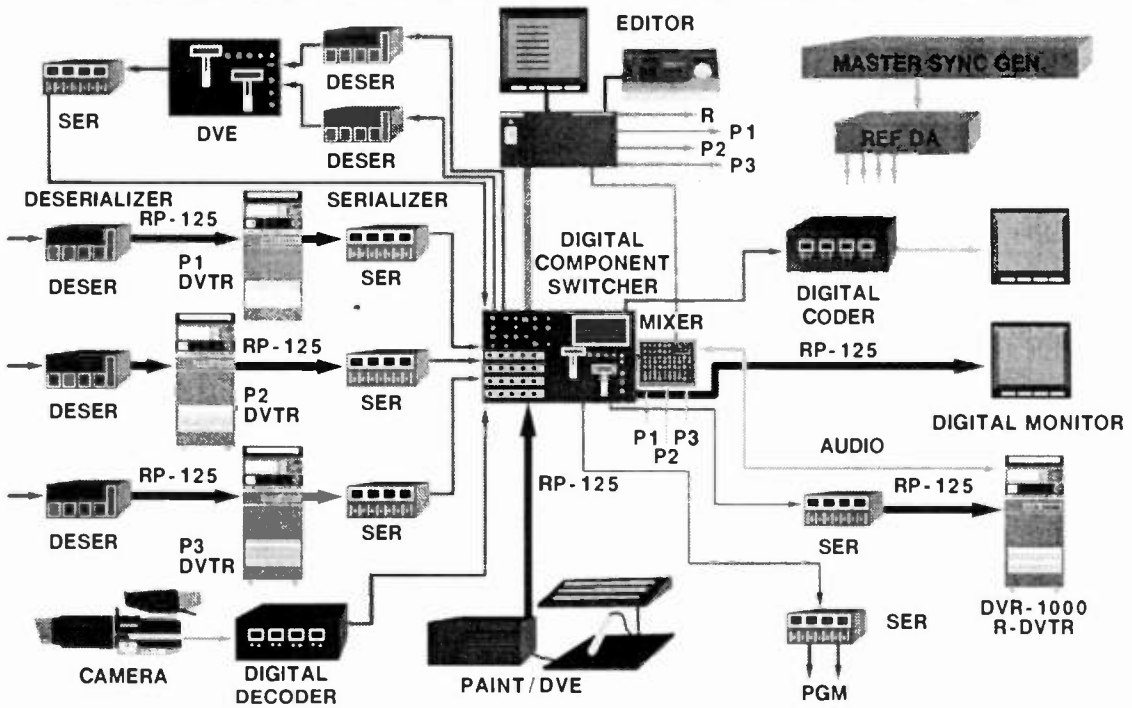 EDITOR
MASTER SYNC GEN.
DESER
SER
DVE
R
P1
REF DA
P2
DESER
P3
DESERIALIZER
SERIALIZER
RP-125
DIGITAL
COMPONENT
SWITCHER
P1
DVTR
DESER
SER
DIGITAL
CODER
MIXER
RP-125
RP-125
P2
DVTR
DESER
SER
DIGITAL MONITOR
P1
P3
P2
AUDIO
RP-125
RP-125
RP-125
DESER
P3
DVTR
SER
SER
DVR-1000
R-DVTR
SER
CAMERA
DIGITAL
DECODER
PAINT/DVE
PGM